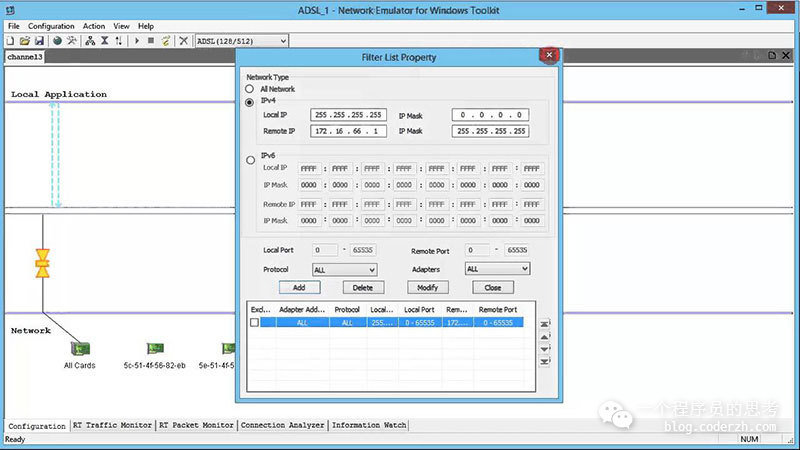 ADSL_1 - Network Emulator for Windows Toolkit
File Configuration Action View Help
ADSL(128/512)
channel3
Local Application
Network
All Cards 5c-51-4f-56-82-eb
Filter List Property
Network Type
All Network
IPv4
Local IP 255 . 255 . 255 . 255 IP Mask 0 . 0 . 0 . 0
Remote IP 172 . 16 . 66 . 1 IP Mask 255 . 255 . 255 . 255
IPv6
Local IP FFFF : FFFF : FFFF : FFFF : FFFF : FFFF : FFFF : FFFF
IP Mask 0000 : 0000 : 0000 : 0000 : 0000 : 0000 : 0000 : 0000
Remote IP FFFF : FFFF : FFFF : FFFF : FFFF : FFFF : FFFF : FFFF
IP Mask 0000 : 0000 : 0000 : 0000 : 0000 : 0000 : 0000 : 0000
Local Port 0 - 65535 Remote Port 0 - 65535
Protocol ALL Adapters ALL
Add Delete Modify Close
Excl... Adapter Add... Protocol Local... Local Port Rem... Remote Port
ALL ALL 255.... 0 - 65535 172.... 0 - 65535
Configuration RT Traffic Monitor RT Packet Monitor Connection Analyzer Information Watch
Ready NUM
一个程序员的思考
blog.coderzh.com